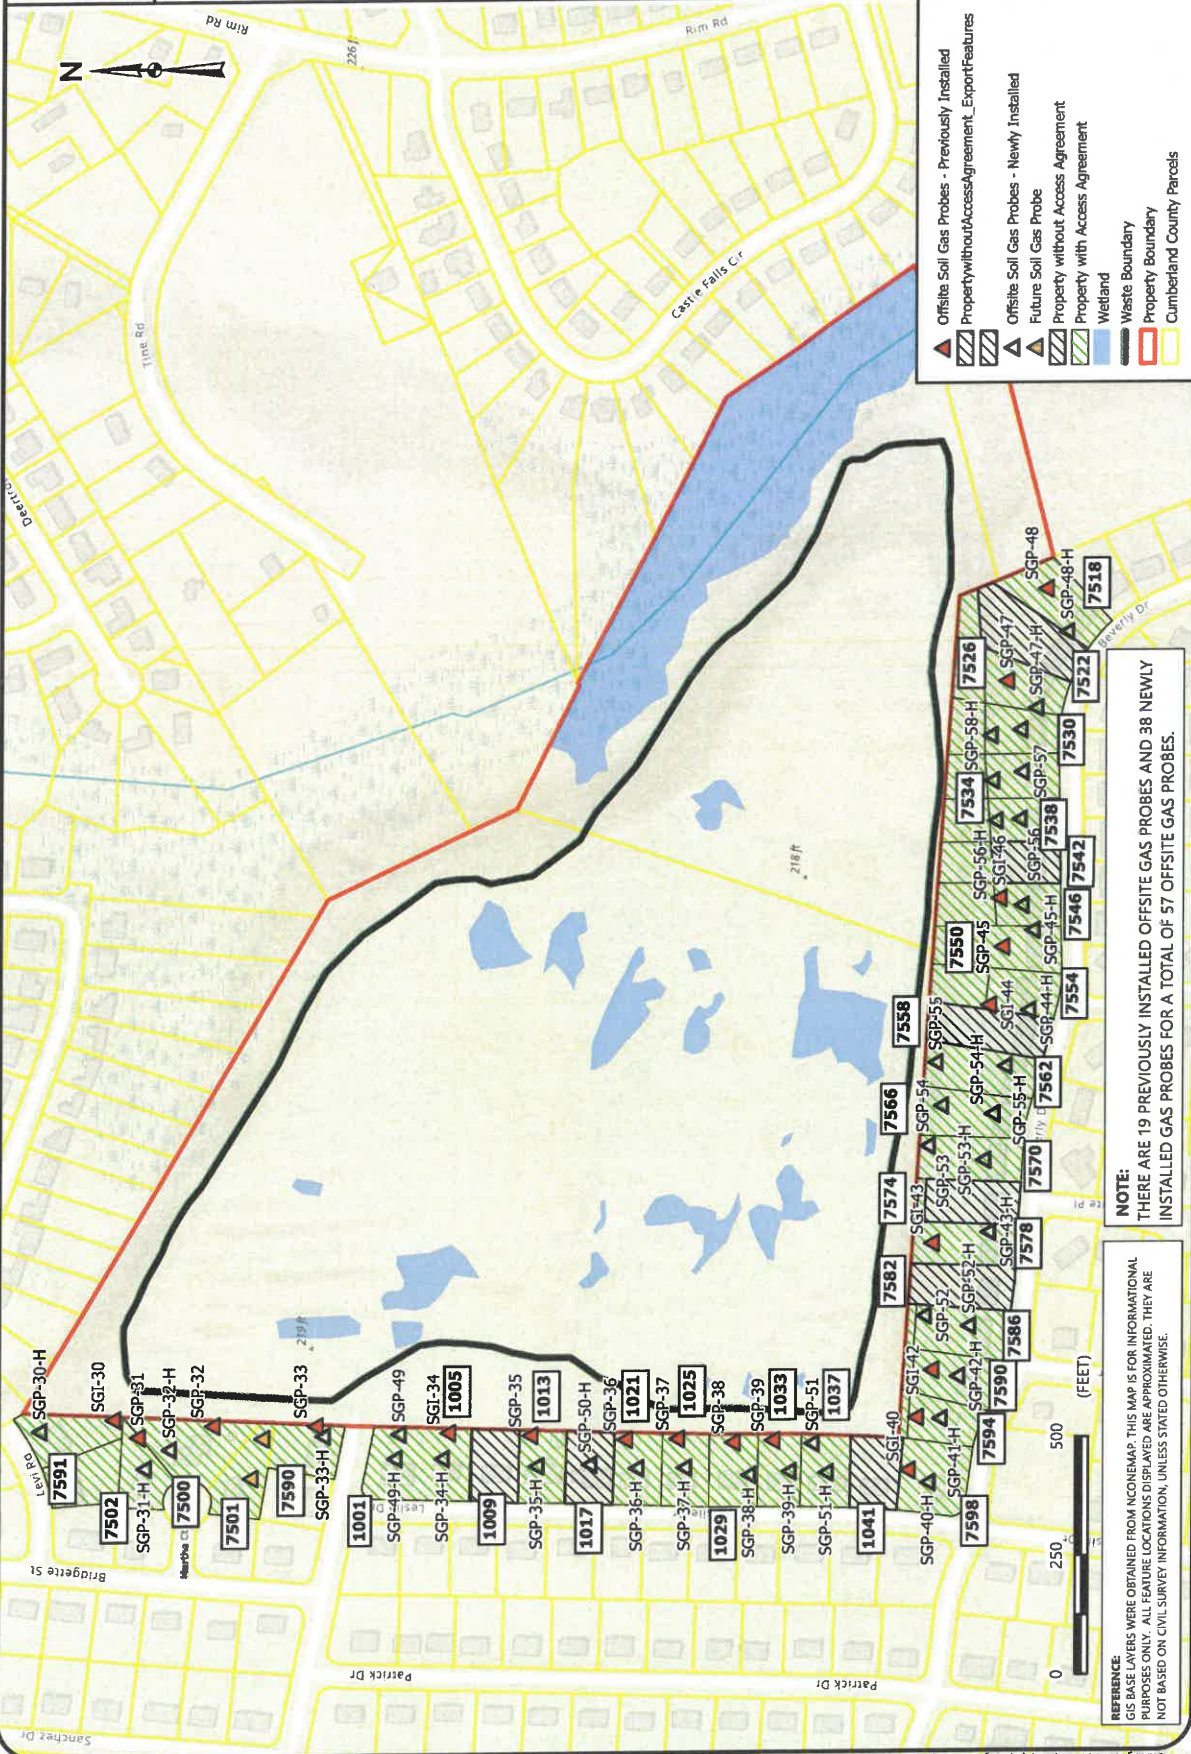 Rim Rd
Rim Rd
226 ft
N
Tine Rd
Castle Falls Cir
Offsite Soil Gas Probes - Previously Installed
PropertywithoutAccessAgreement_ExportFeatures
Offsite Soil Gas Probes - Newly Installed
Future Soil Gas Probe
Property without Access Agreement
Property with Access Agreement
Wetland
Waste Boundary
Property Boundary
Cumberland County Parcels
218 ft
219 ft
Levi Rd
Bridgette St
Martha Ct
Patrick Dr
Patrick Dr
Sanchez Dr
Beverly Dr
SGP-30-H
SGI-30
SGP-31
SGP-32-H
SGP-32
SGP-33
SGP-49
SGI-34
1005
SGP-35
1013
SGP-50-H
SGP-36
1021
SGP-37
1025
SGP-38
SGP-39
1033
SGP-51
1037
7591
7502
SGP-31-H
7500
7501
7590
SGP-33-H
1001
SGP-49-H
SGP-34-H
1009
SGP-35-H
1017
SGP-36-H
SGP-37-H
1029
SGP-38-H
SGP-39-H
SGP-51-H
1041
SGI-40
SGP-40-H
7598
SGP-41-H
7594
SGI-42
SGP-42-H
7590
7586
SGP-52
SGP-52-H
7582
SGI-43
SGP-43-H
7578
7574
SGP-53
SGP-53-H
7570
7566
SGP-54
SGP-54-H
SGP-55-H
7562
7558
SGP-55
SGI-44
SGP-44-H
7554
7550
SGP-45
SGP-45-H
7546
7542
SGP-56-H
SGI-46
SGP-56
7538
7534
SGP-58-H
SGP-57
7530
7526
SGP-47
SGP-47-H
7522
SGP-48
SGP-48-H
7518
0
250
500
(FEET)
NOTE:
THERE ARE 19 PREVIOUSLY INSTALLED OFFSITE GAS PROBES AND 38 NEWLY
INSTALLED GAS PROBES FOR A TOTAL OF 57 OFFSITE GAS PROBES.
REFERENCE:
GIS BASE LAYERS WERE OBTAINED FROM NCONEMAP. THIS MAP IS FOR INFORMATIONAL
PURPOSES ONLY. ALL FEATURE LOCATIONS DISPLAYED ARE APPROXIMATED. THEY ARE
NOT BASED ON CIVIL SURVEY INFORMATION, UNLESS STATED OTHERWISE.